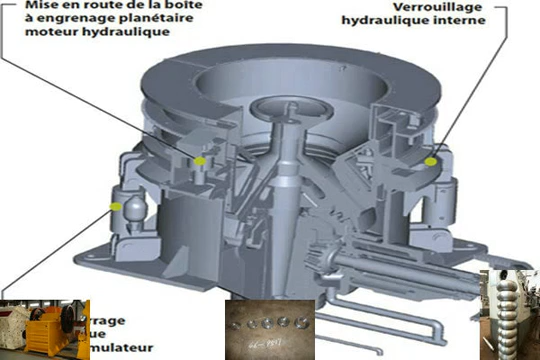 Mise en route de la boîte
à engrenage planétaire
moteur hydraulique
Verrouillage
hydraulique interne
rrage
ue
mulateur